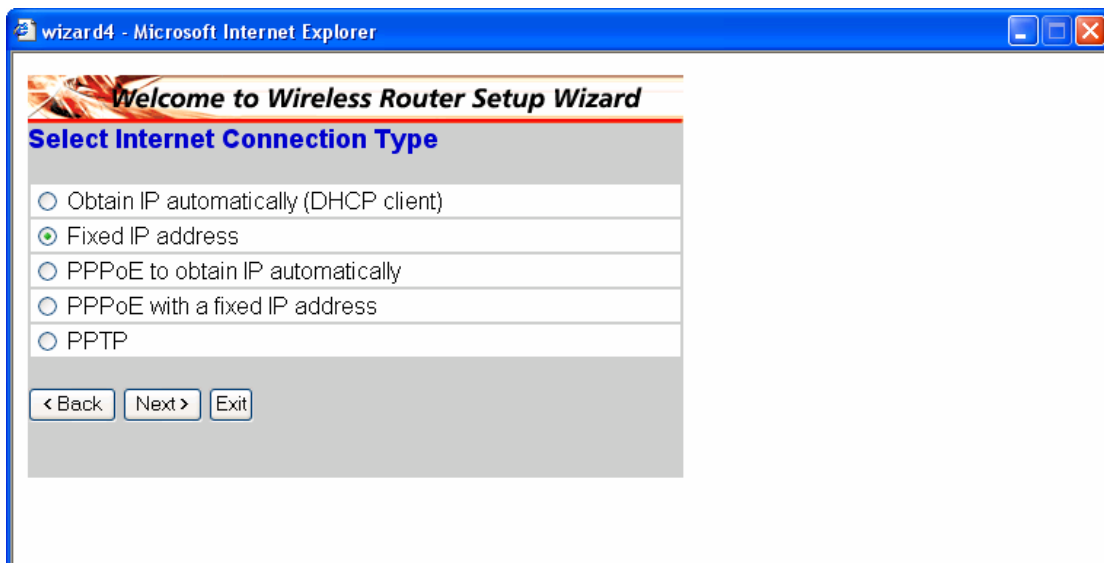 wizard4 - Microsoft Internet Explorer
Welcome to Wireless Router Setup Wizard
Select Internet Connection Type
Obtain IP automatically (DHCP client)
Fixed IP address
PPPoE to obtain IP automatically
PPPoE with a fixed IP address
PPTP
< Back Next > Exit